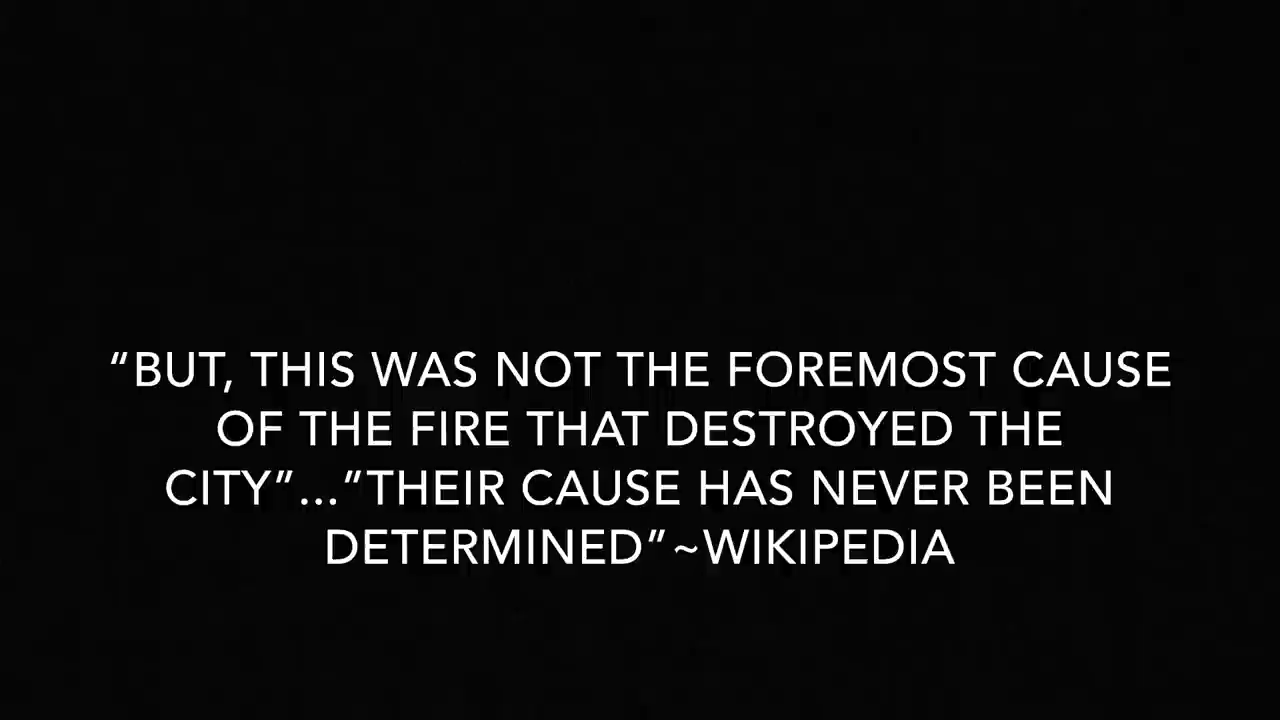 “BUT, THIS WAS NOT THE FOREMOST CAUSE
OF THE FIRE THAT DESTROYED THE
CITY”...”THEIR CAUSE HAS NEVER BEEN
DETERMINED”~WIKIPEDIA